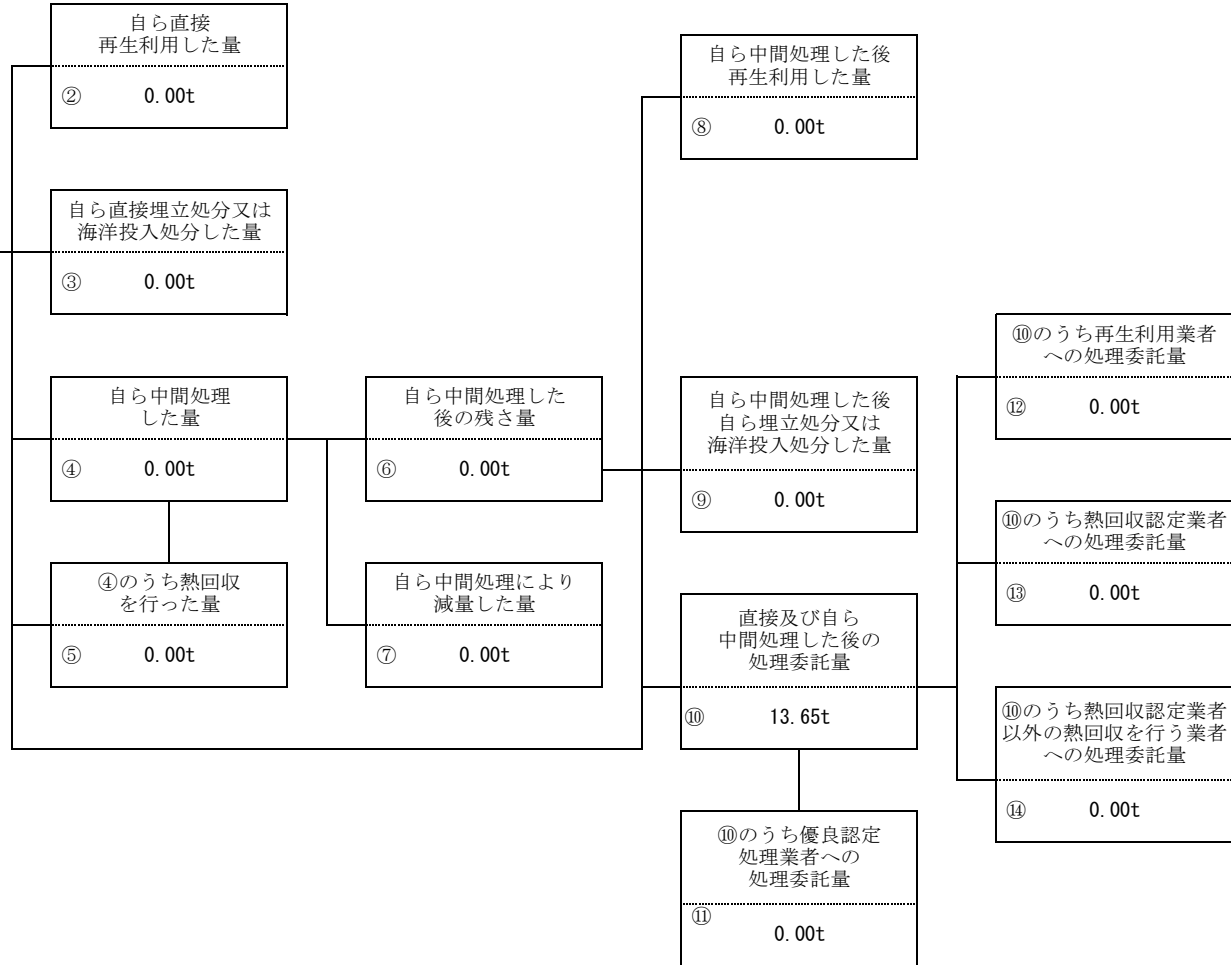 自ら直接
再生利用した量
② 0.00t
自ら直接埋立処分又は
海洋投入処分した量
③ 0.00t
自ら中間処理
した量
④ 0.00t
④のうち熱回収
を行った量
⑤ 0.00t
自ら中間処理した
後の残さ量
⑥ 0.00t
自ら中間処理により
減量した量
⑦ 0.00t
自ら中間処理した後
再生利用した量
⑧ 0.00t
自ら中間処理した後
自ら埋立処分又は
海洋投入処分した量
⑨ 0.00t
直接及び自ら
中間処理した後の
処理委託量
⑩ 13.65t
⑩のうち優良認定
処理業者への
処理委託量
⑪ 0.00t
⑩のうち再生利用業者
への処理委託量
⑫ 0.00t
⑩のうち熱回収認定業者
への処理委託量
⑬ 0.00t
⑩のうち熱回収認定業者
以外の熱回収を行う業者
への処理委託量
⑭ 0.00t